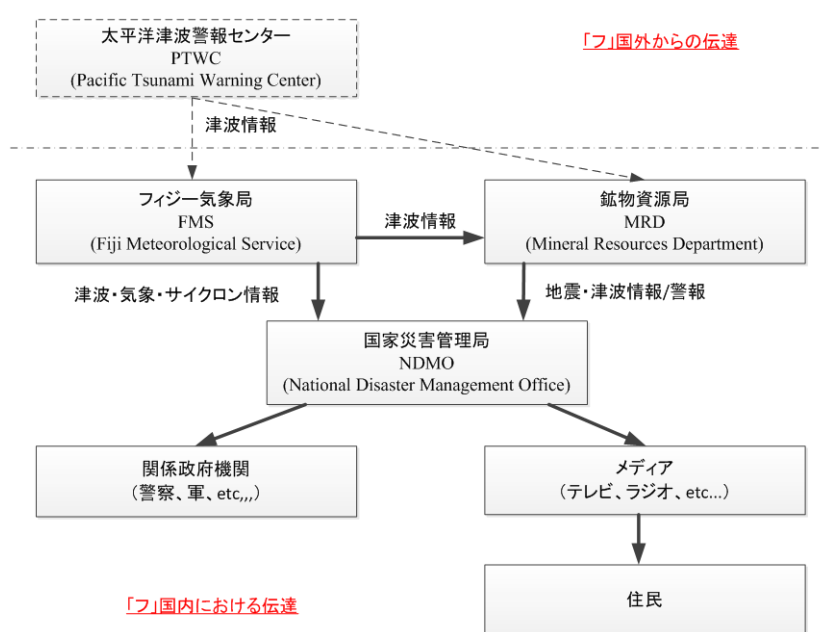 太平洋津波警報センター
PTWC
(Pacific Tsunami Warning Center)
「フ」国外からの伝達
津波情報
フィジー気象局
FMS
(Fiji Meteorological Service)
津波情報
鉱物資源局
MRD
(Mineral Resources Department)
津波・気象・サイクロン情報
地震・津波情報/警報
国家災害管理局
NDMO
(National Disaster Management Office)
関係政府機関
(警察、軍、etc,,,)
メディア
(テレビ、ラジオ、etc...)
「フ」国内における伝達
住民